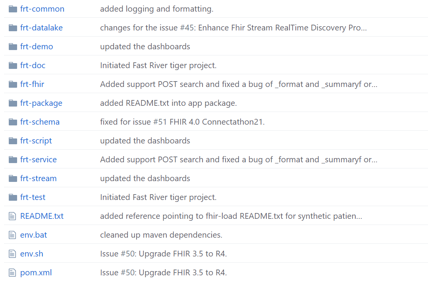 frt-common added logging and formatting.
frt-datalake changes for the issue #45: Enhance Fhir Stream RealTime Discovery Pro...
frt-demo updated the dashboards
frt-doc Initiated Fast River tiger project.
frt-fhir Added support POST search and fixed a bug of _format and _summaryf or...
frt-package added README.txt into app package.
frt-schema fixed for issue #51 FHIR 4.0 Connectathon21.
frt-script updated the dashboards
frt-service Added support POST search and fixed a bug of _format and _summaryf or...
frt-stream updated the dashboards
frt-test Initiated Fast River tiger project.
README.txt added reference pointing to fhir-load README.txt for synthetic patien...
env.bat cleaned up maven dependencies.
env.sh Issue #50: Upgrade FHIR 3.5 to R4.
pom.xml Issue #50: Upgrade FHIR 3.5 to R4.